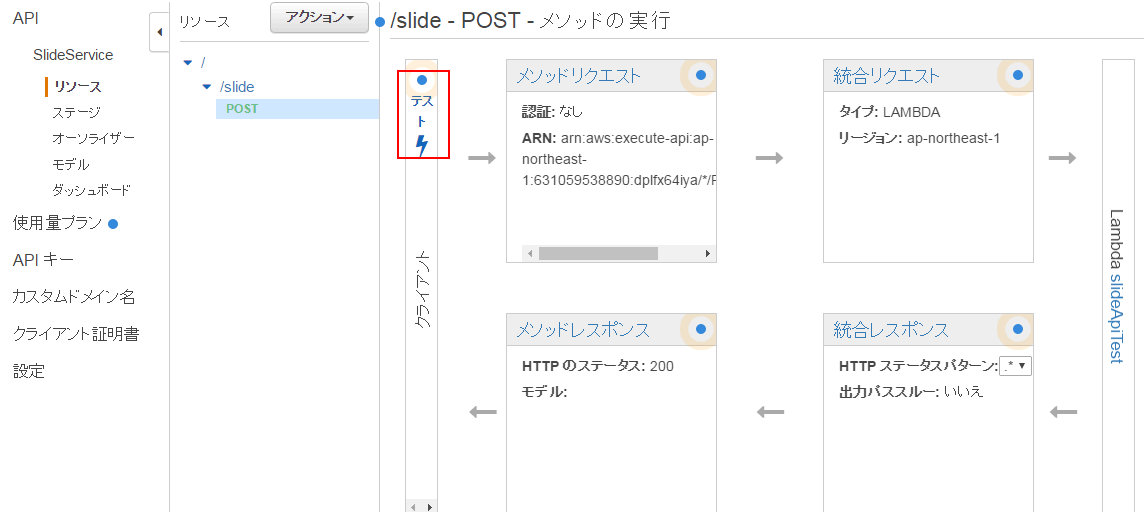 API
SlideService
リソース
ステージ
オーソライザー
モデル
ダッシュボード
使用量プラン
API キー
カスタムドメイン名
クライアント証明書
設定
リソース
アクション
/
/slide
POST
/slide - POST - メソッドの実行
テス
ト
クライアント
メソッドリクエスト
認証: なし
ARN: arn:aws:execute-api:ap-
northeast-
1:631059538890:dplfx64iya/*/P
統合リクエスト
タイプ: LAMBDA
リージョン: ap-northeast-1
Lambda slideApiTest
メソッドレスポンス
HTTP のステータス: 200
モデル:
統合レスポンス
HTTP ステータスパターン: .*
出力パススルー: いいえ